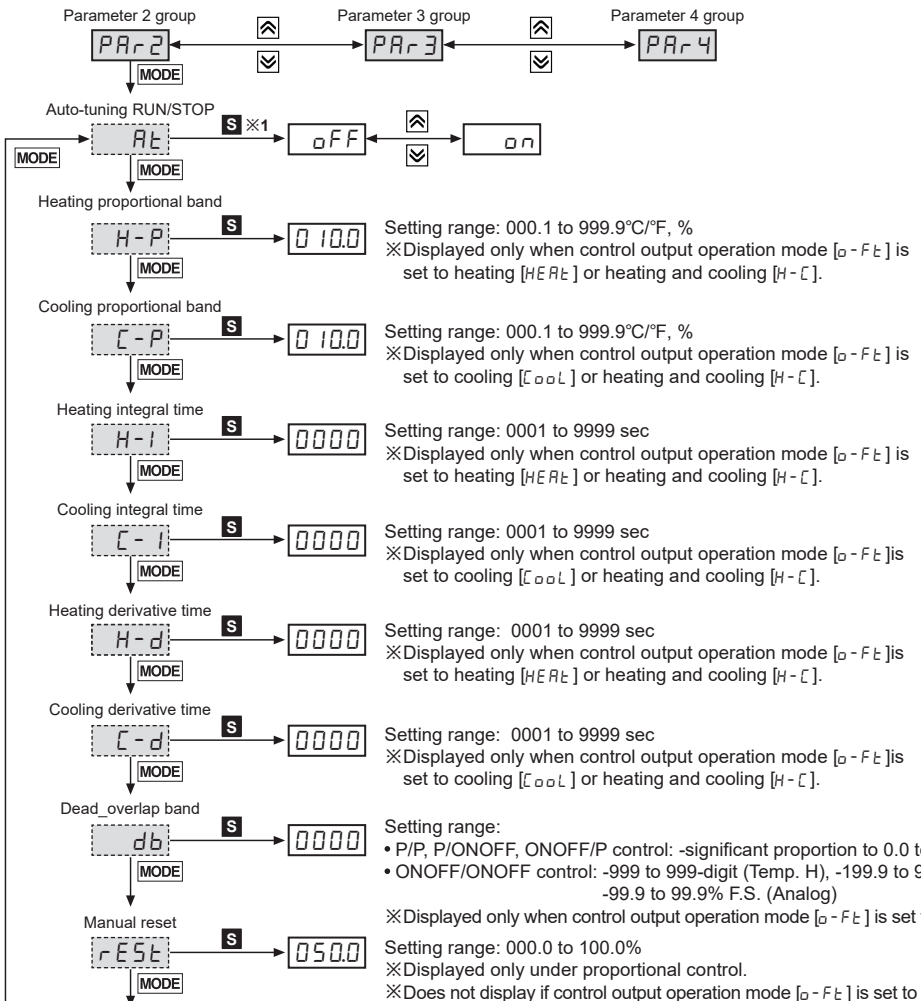 Parameter 2 group Parameter 3 group Parameter 4 group
PAr2 PAr3 PAr4
MODE
Auto-tuning RUN/STOP
At S ※1 oFF on
MODE
MODE
Heating proportional band
H-P S 010.0 Setting range: 000.1 to 999.9°C/°F, %
※Displayed only when control output operation mode [o-Ft] is
MODE set to heating [HEAt] or heating and cooling [H-C].
Cooling proportional band
C-P S 010.0 Setting range: 000.1 to 999.9°C/°F, %
※Displayed only when control output operation mode [o-Ft] is
MODE set to cooling [CooL] or heating and cooling [H-C].
Heating integral time
H-I S 0000 Setting range: 0001 to 9999 sec
※Displayed only when control output operation mode [o-Ft] is
MODE set to heating [HEAt] or heating and cooling [H-C].
Cooling integral time
C-I S 0000 Setting range: 0001 to 9999 sec
※Displayed only when control output operation mode [o-Ft]is
MODE set to cooling [CooL] or heating and cooling [H-C].
Heating derivative time
H-d S 0000 Setting range: 0001 to 9999 sec
※Displayed only when control output operation mode [o-Ft]is
MODE set to heating [HEAt] or heating and cooling [H-C].
Cooling derivative time
C-d S 0000 Setting range: 0001 to 9999 sec
※Displayed only when control output operation mode [o-Ft]is
MODE set to cooling [CooL] or heating and cooling [H-C].
Dead_overlap band
db S 0000 Setting range:
• P/P, P/ONOFF, ONOFF/P control: -significant proportion to 0.0
MODE • ONOFF/ONOFF control: -999 to 999-digit (Temp. H), -199.9 to
-99.9 to 99.9% F.S. (Analog)
※Displayed only when control output operation mode [o-Ft] is set
Manual reset
rESt S 050.0 Setting range: 000.0 to 100.0%
※Displayed only under proportional control.
MODE ※Does not display if control output operation mode [o-Ft] is set to